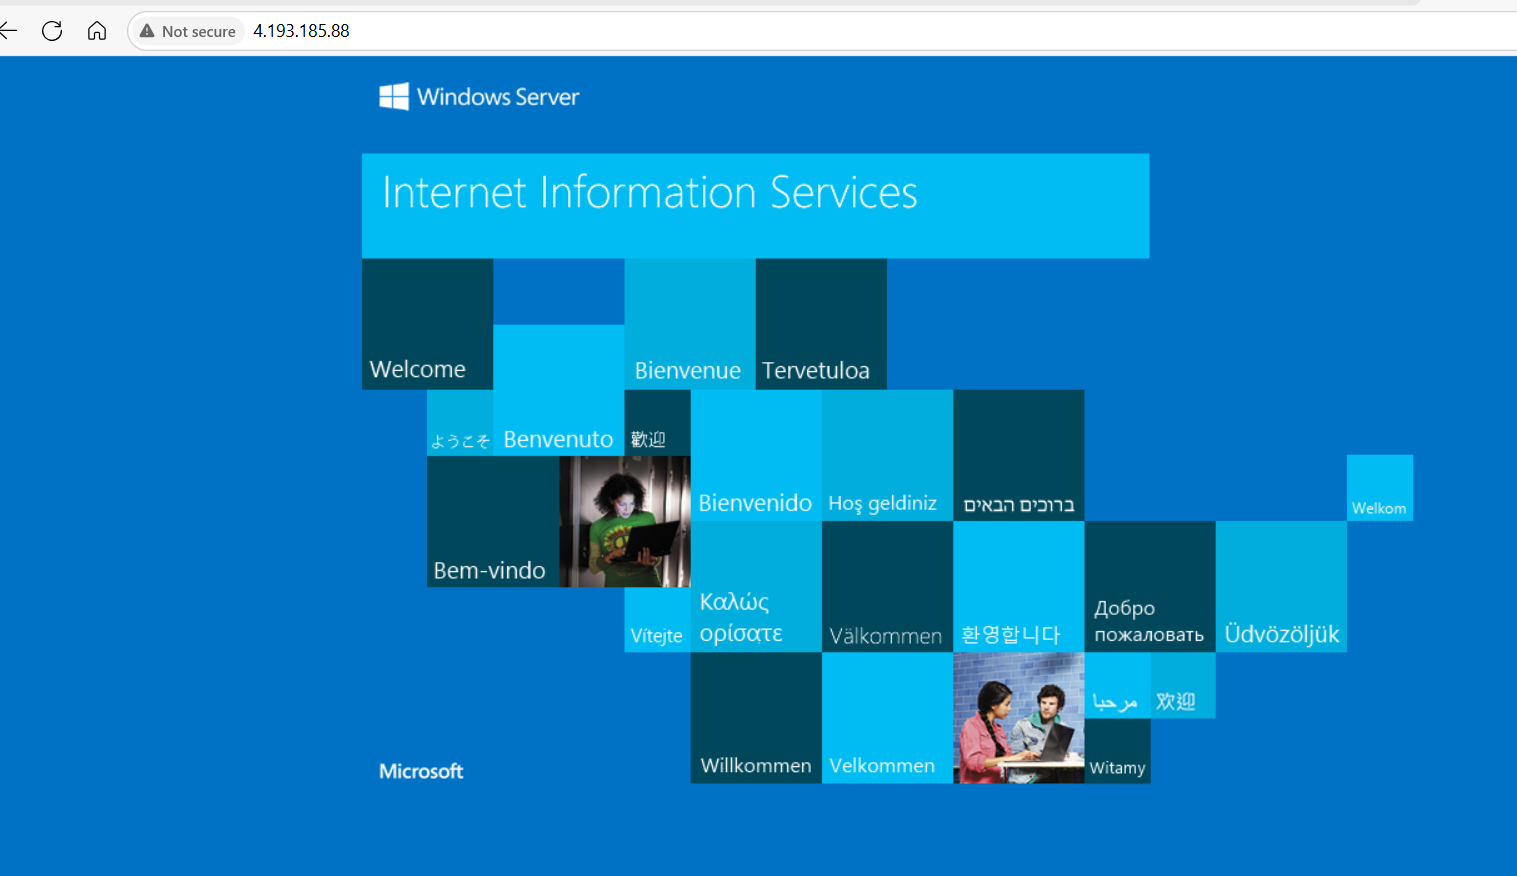 Not secure
4.193.185.88
Windows Server
Internet Information Services
Welcome
Bienvenue
Tervetuloa
ようこそ
Benvenuto
歡迎
Bienvenido
Hoş geldiniz
ברוכים הבאים
Welkom
Bem-vindo
Vítejte
Καλώς
ορίσατε
Välkommen
환영합니다
Добро
пожаловать
Üdvözöljük
مرحبا
欢迎
Microsoft
Willkommen
Velkommen
Witamy